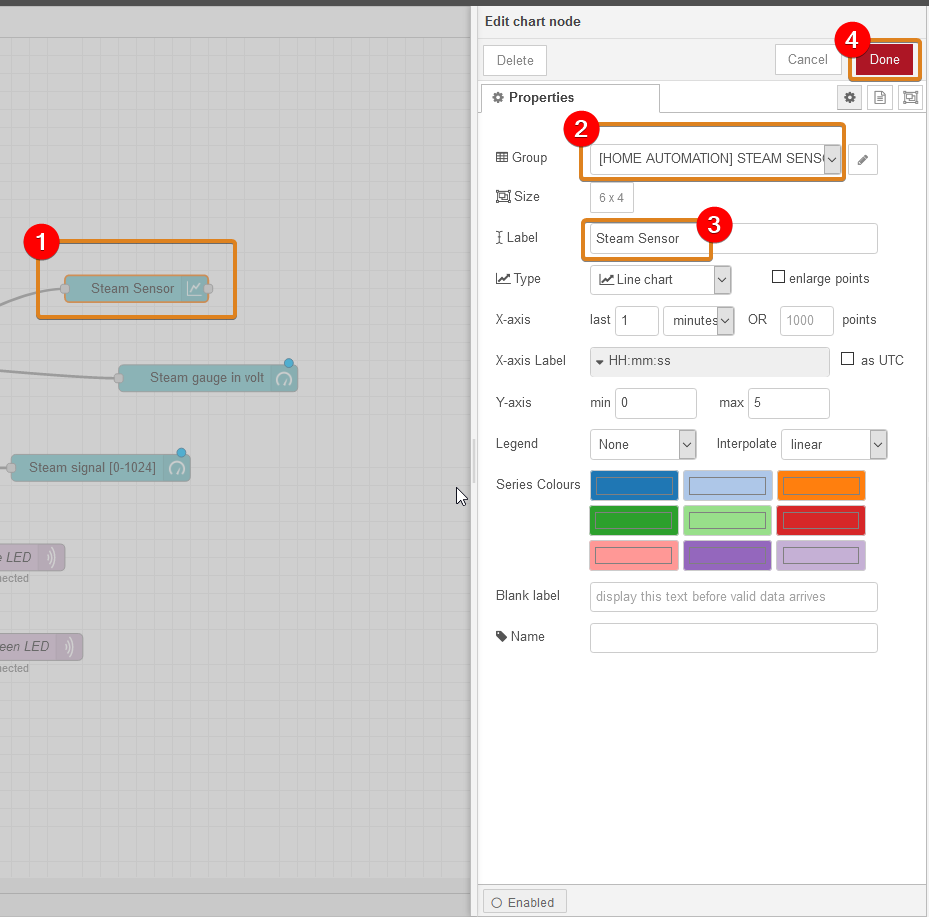 Edit chart node
4
Delete
Cancel
Done
Properties
2
Group
[HOME AUTOMATION] STEAM SENS
Size
6 x 4
3
Label
Steam Sensor
1
Steam Sensor
Type
Line chart
enlarge points
X-axis
last
1
minutes
OR
1000
points
X-axis Label
HH:mm:ss
as UTC
Steam gauge in volt
Y-axis
min
0
max
5
Legend
None
Interpolate
linear
Steam signal [0-1024]
Series Colours
LED
Blank label
display this text before valid data arrives
Name
LED
Enabled